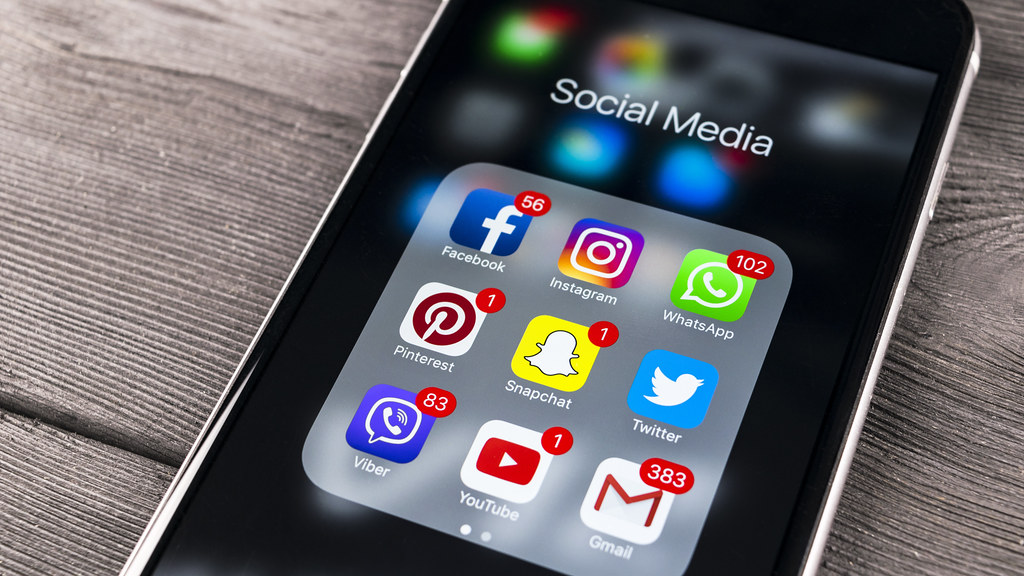 Social Media
56
Facebook
Instagram
102
WhatsApp
1
Pinterest
1
Snapchat
Twitter
83
Viber
1
YouTube
383
Gmail